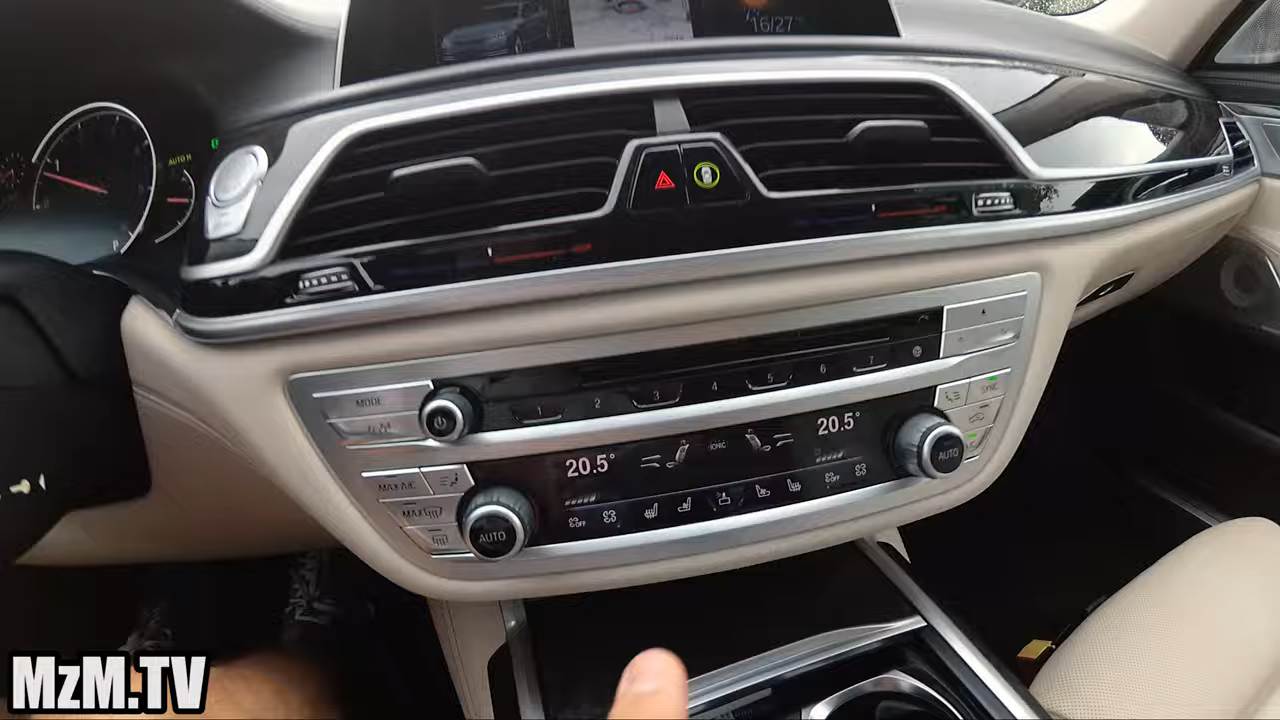 16/27°
AUTO H
1
MODE
1
2
3
4
5
6
7
SYNC
20.5°
IONIC
20.5°
MAX A/C
MAX
AUTO
OFF
OFF
AUTO
MzM.TV